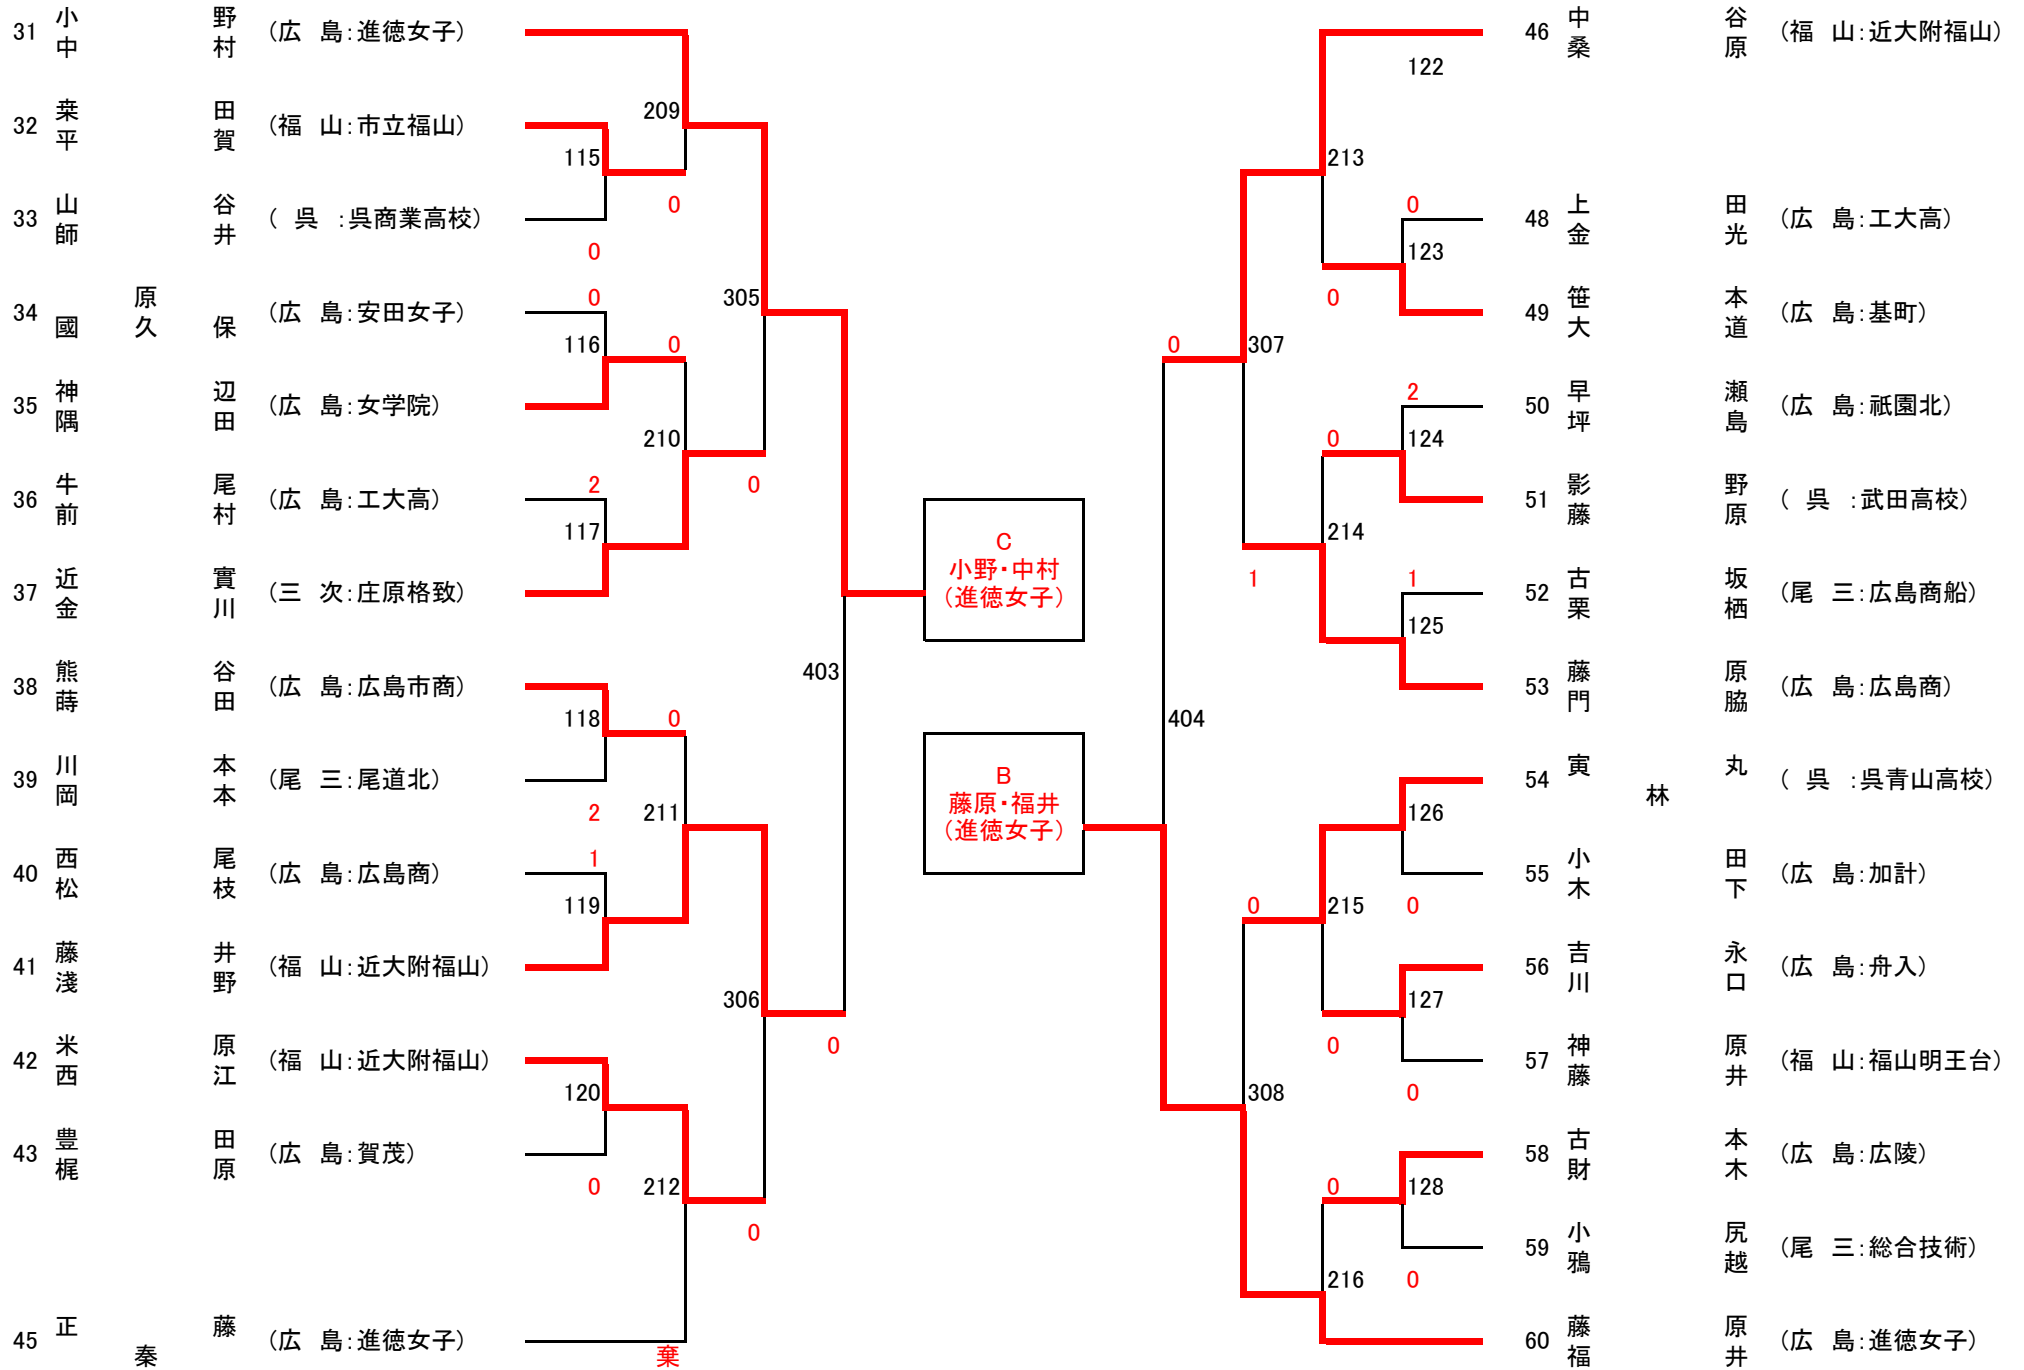 31 小野 中村 (広 島:進徳女子)
32 桒田 平賀 (福 山:市立福山)
33 山谷 師井 ( 呉 :呉商業高校)
34 原 國久保 (広 島:安田女子)
35 神辺 隅田 (広 島:女学院)
36 牛尾 前村 (広 島:工大高)
37 近實 金川 (三 次:庄原格致)
38 熊谷 蒔田 (広 島:広島市商)
39 川本 岡本 (尾 三:尾道北)
40 西尾 松枝 (広 島:広島商)
41 藤井 淺野 (福 山:近大附福山)
42 米原 西江 (福 山:近大附福山)
43 豊田 梶原 (広 島:賀茂)
45 正藤 秦 (広 島:進徳女子)
115
0
0
116
2
117
118
2
1
119
120
0
209
0
0
210
0
211
212
棄
305
0
306
0
403
0
C
小野・中村
(進徳女子)
B
藤原・福井
(進徳女子)
404
0
307
1
0
308
213
0
0
214
215
0
0
216
122
0
123
2
124
1
125
126
0
127
0
128
0
46 中谷 桑原 (福 山:近大附福山)
48 上田 金光 (広 島:工大高)
49 笹本 大道 (広 島:基町)
50 早瀬 坪島 (広 島:祇園北)
51 影野 藤原 ( 呉 :武田高校)
52 古坂 栗栖 (尾 三:広島商船)
53 藤原 門脇 (広 島:広島商)
54 寅丸 林 ( 呉 :呉青山高校)
55 小田 木下 (広 島:加計)
56 吉永 川口 (広 島:舟入)
57 神原 藤井 (福 山:福山明王台)
58 古本 財木 (広 島:広陵)
59 小尻 鴉越 (尾 三:総合技術)
60 藤原 福井 (広 島:進徳女子)